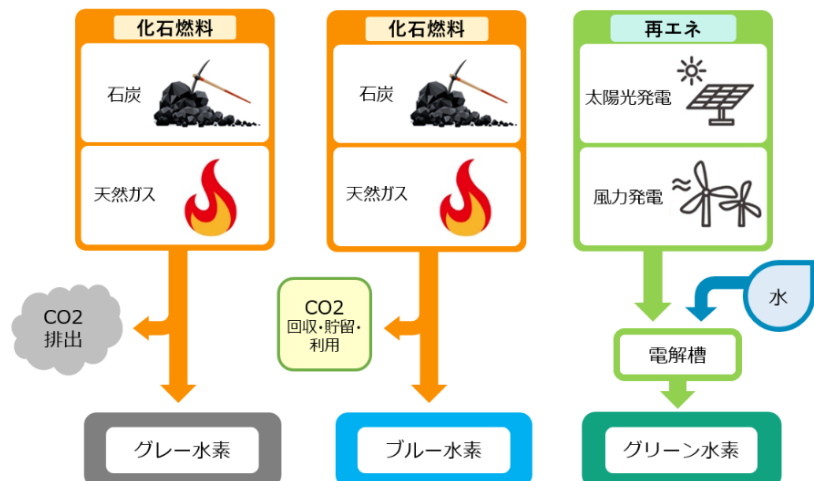 化石燃料
石炭
天然ガス
CO2
排出
グレー水素
化石燃料
石炭
天然ガス
CO2
回収・貯留・
利用
ブルー水素
再エネ
太陽光発電
風力発電
水
電解槽
グリーン水素